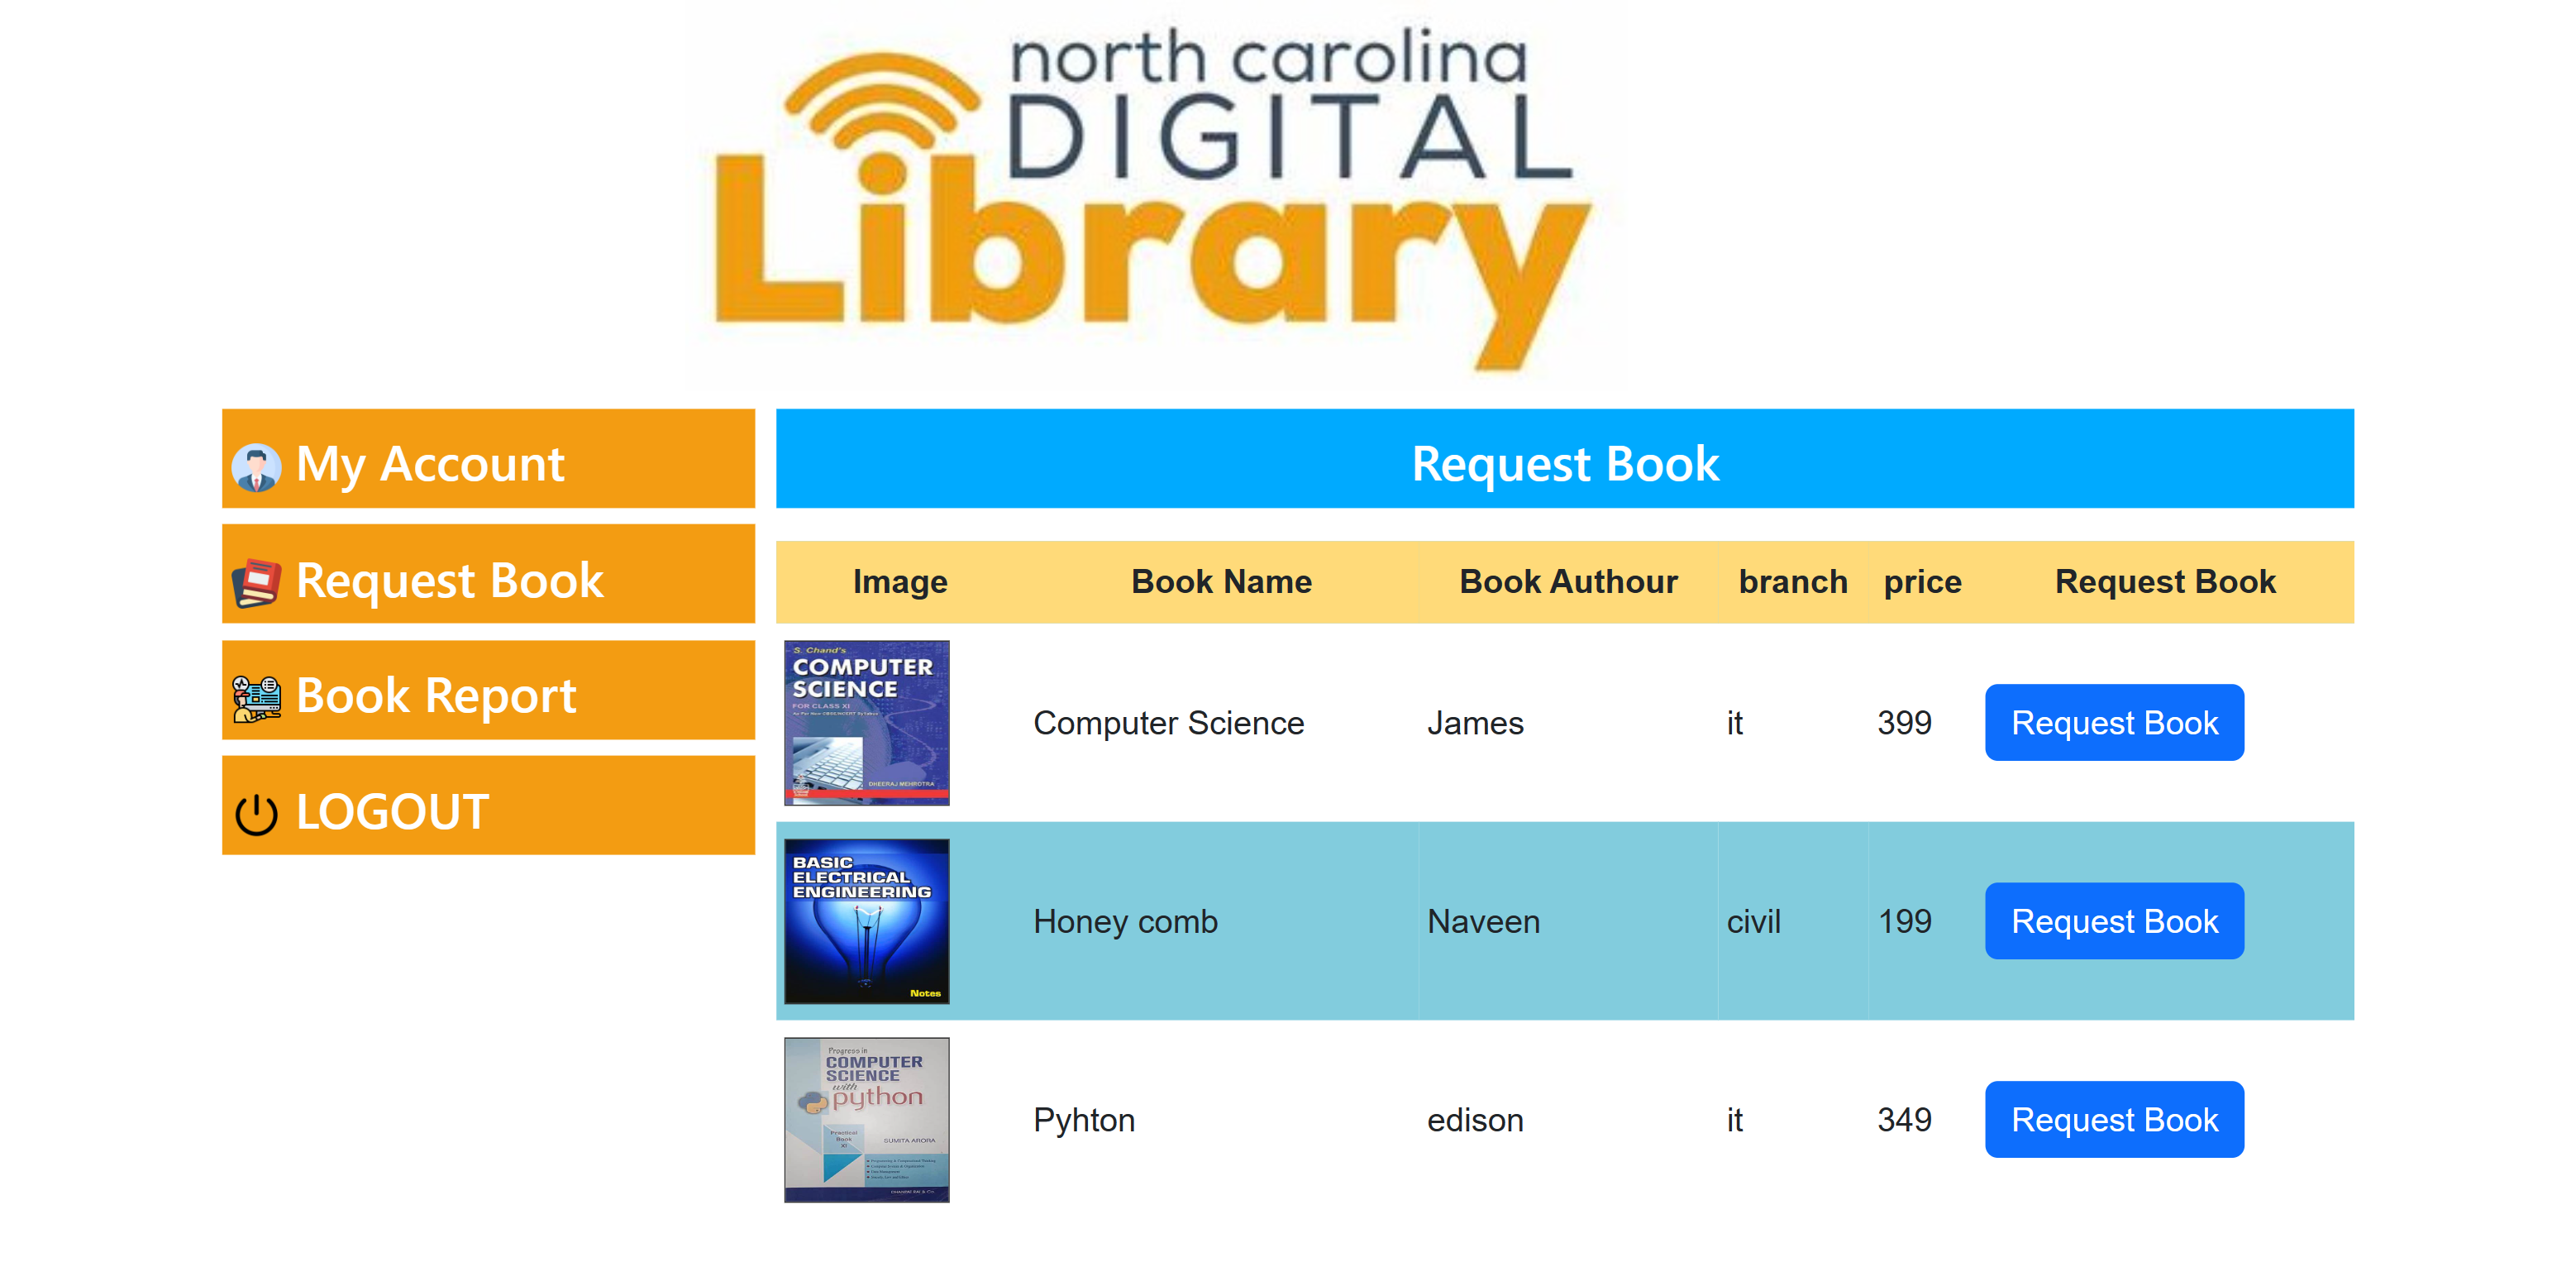 north carolina
DIGITAL
Library
My Account
Request Book
Book Report
LOGOUT
Request Book
Image Book Name Book Authour branch price Request Book
S. Chand's
COMPUTER
SCIENCE
FOR CLASS XI
DHEERAJ MEHROTRA
Computer Science James it 399 Request Book
BASIC
ELECTRICAL
ENGINEERING
Notes
Honey comb Naveen civil 199 Request Book
Progress in
COMPUTER
SCIENCE
with
python
Practical
Book
XI
SUMITA ARORA
Pyhton edison it 349 Request Book